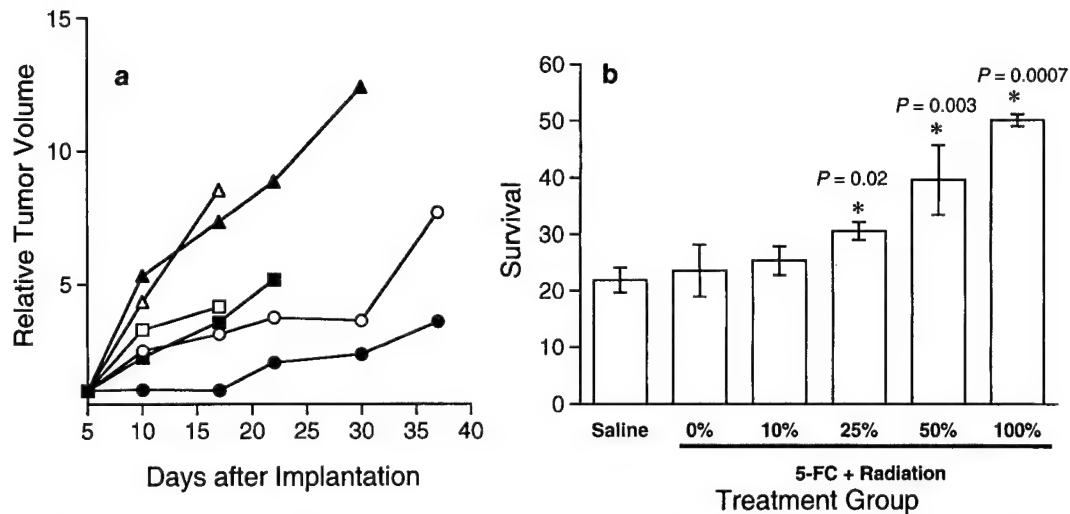 a
15
10
5
Relative Tumor Volume
5 10 15 20 25 30 35 40
Days after Implantation
b
60
50
40
30
20
10
0
Survival
P = 0.02
*
P = 0.003
*
P = 0.0007
*
Saline 0% 10% 25% 50% 100%
5-FC + Radiation
Treatment Group